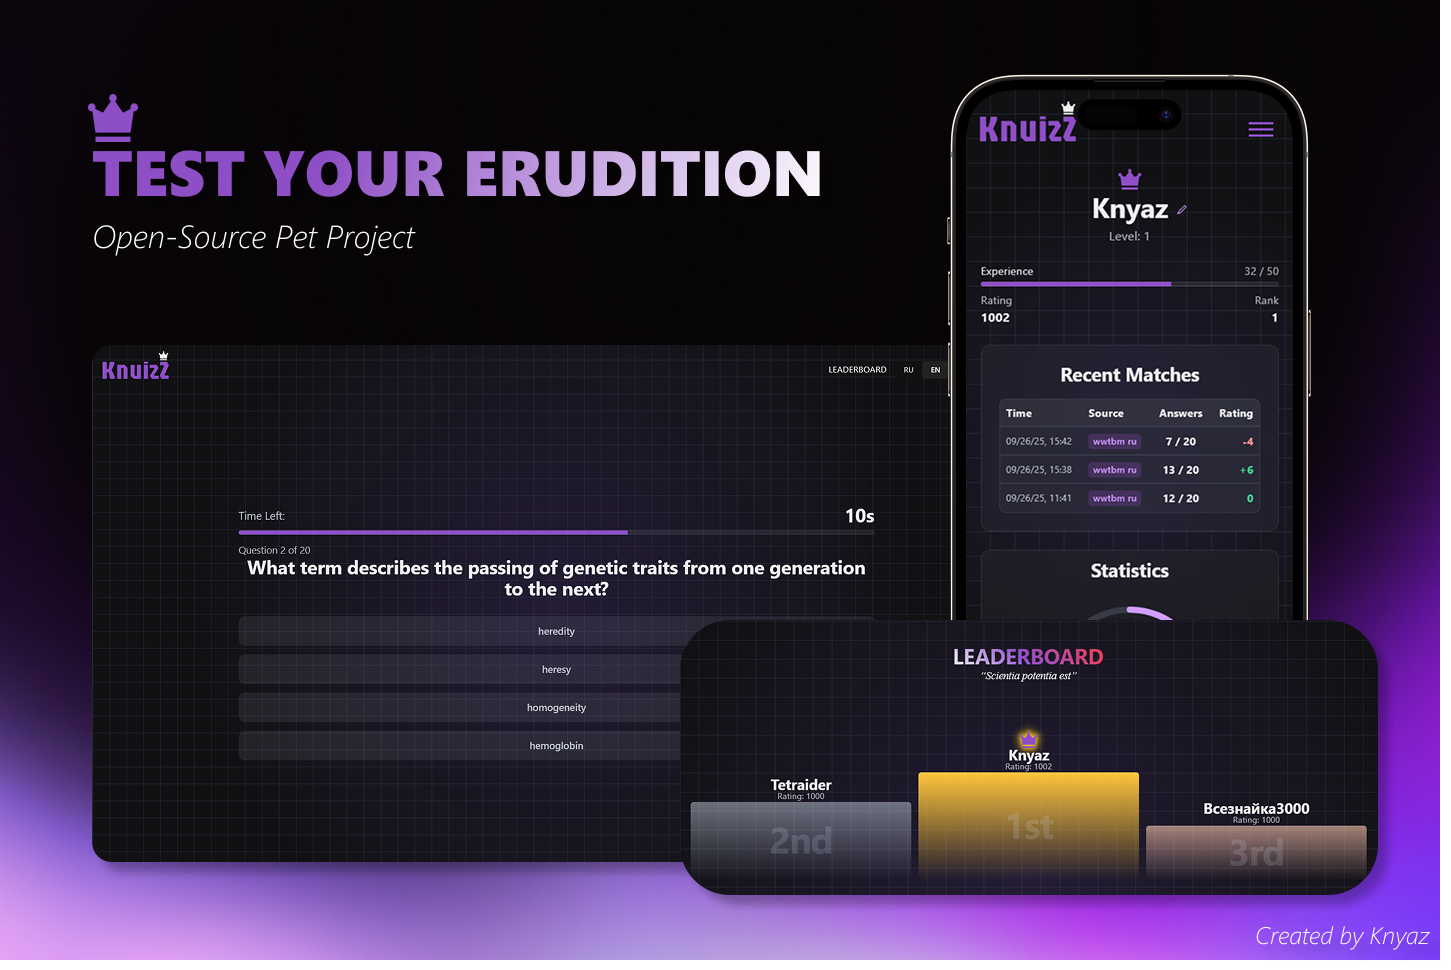 TEST YOUR ERUDITION
Open-Source Pet Project
KnuizZ
LEADERBOARD RU EN
Time Left: 10s
Question 2 of 20
What term describes the passing of genetic traits from one generation
to the next?
heredity
heresy
homogeneity
hemoglobin
KnuizZ
Knyaz
Level: 1
Experience 32 / 50
Rating Rank
1002 1
Recent Matches
Time Source Answers Rating
09/26/25, 15:42 wwtbm ru 7 / 20 -4
09/26/25, 15:38 wwtbm ru 13 / 20 +6
09/26/25, 11:41 wwtbm ru 12 / 20 0
Statistics
LEADERBOARD
"Scientia potentia est"
Knyaz
Rating: 1002
1st
Tetraider
Rating: 1000
2nd
Всезнайка3000
Rating: 1000
3rd
Created by Knyaz